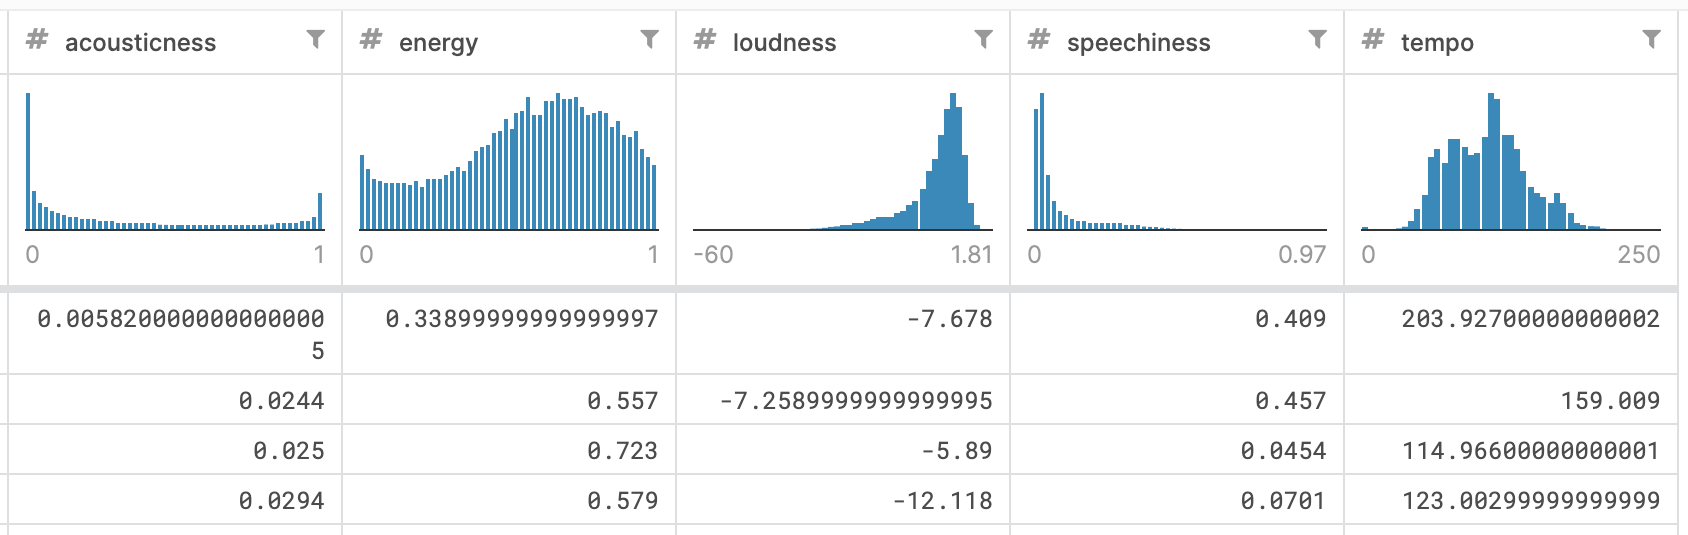 # acousticness # energy # loudness # speechiness # tempo
0 1 0 1 -60 1.81 0 0.97 0 250
0.005820000000000000 0.33899999999999997 -7.678 0.409 203.92700000000002
5
0.0244 0.557 -7.2589999999999995 0.457 159.009
0.025 0.723 -5.89 0.0454 114.96600000000001
0.0294 0.579 -12.118 0.0701 123.00299999999999